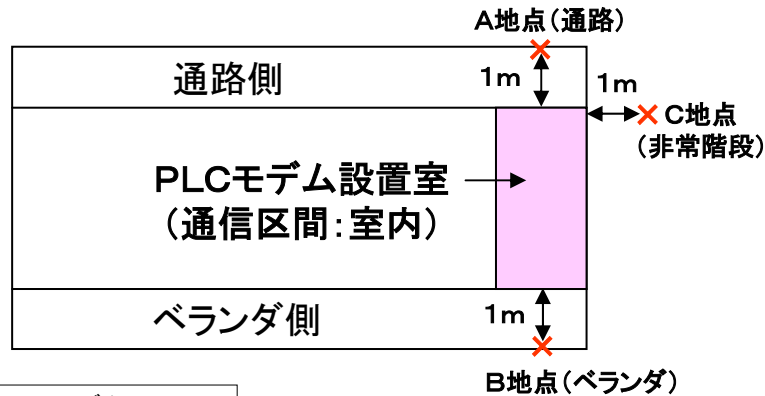 A地点(通路)
通路側
1m
1m
C地点
(非常階段)
PLCモデム設置室
(通信区間:室内)
ベランダ側
1m
B地点(ベランダ)